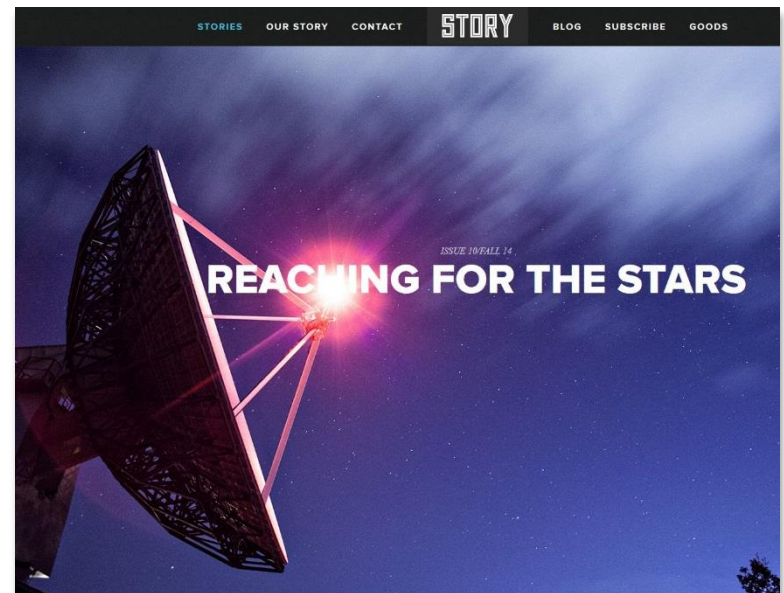 STORIES OUR STORY CONTACT STORY BLOG SUBSCRIBE GOODS
ISSUE 10/FALL 14
REACHING FOR THE STARS